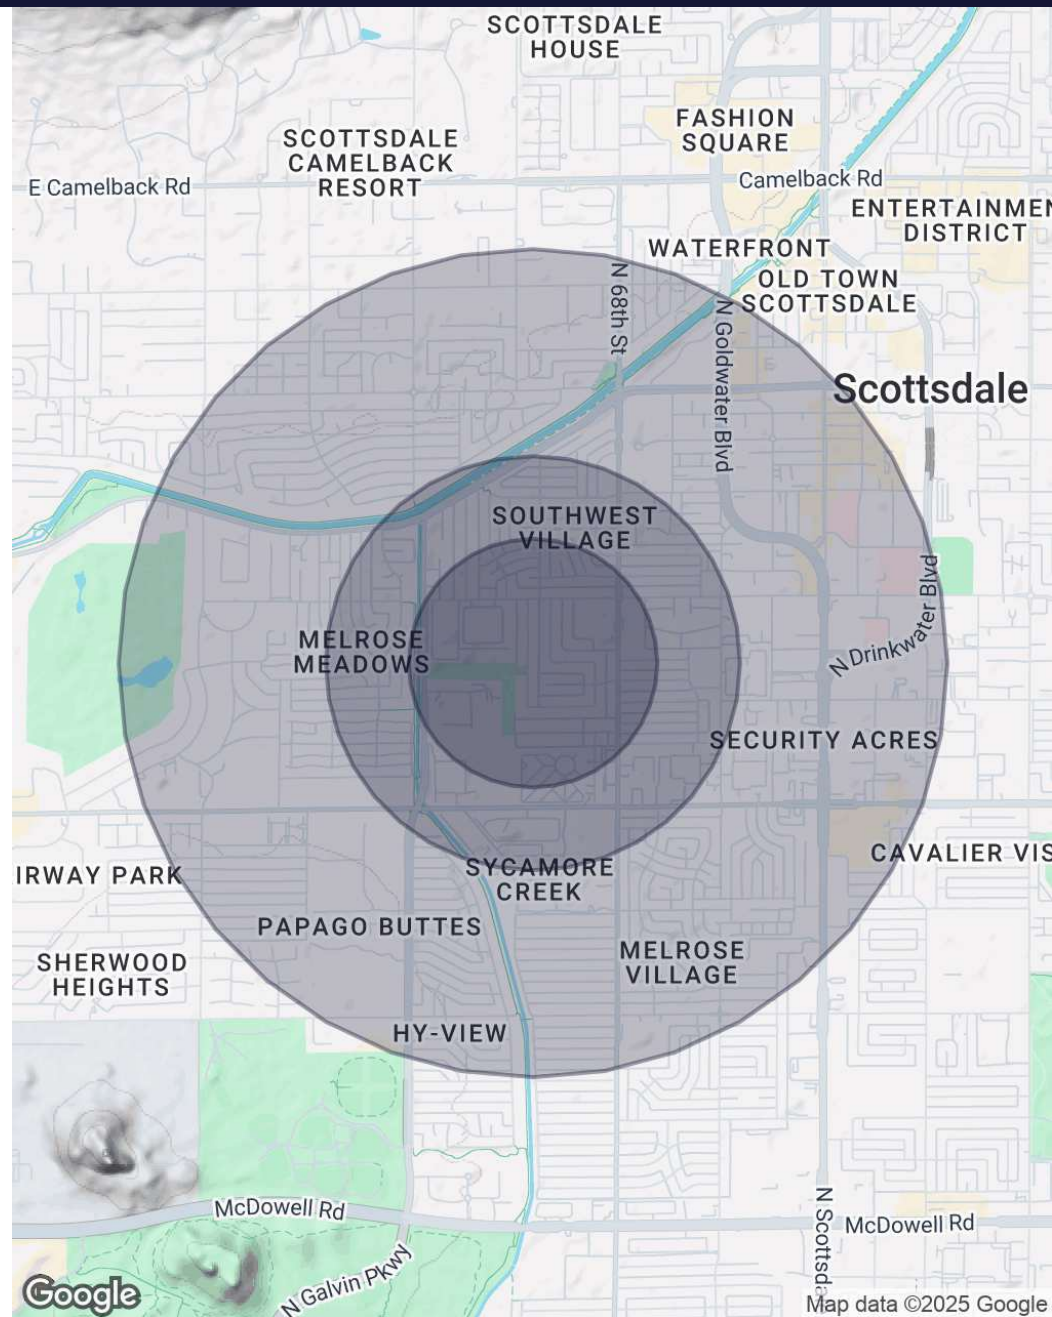 SCOTTSDALE
HOUSE
FASHION
SQUARE
SCOTTSDALE
CAMELBACK
RESORT
E Camelback Rd
Camelback Rd
ENTERTAINMEN
DISTRICT
WATERFRONT
OLD TOWN
SCOTTSDALE
N 68th St
N Goldwater Blvd
Scottsdale
SOUTHWEST
VILLAGE
MELROSE
MEADOWS
N Drinkwater Blvd
SECURITY ACRES
CAVALIER VIS
IRWAY PARK
SYCAMORE
CREEK
PAPAGO BUTTES
MELROSE
VILLAGE
SHERWOOD
HEIGHTS
HY-VIEW
McDowell Rd
N Scottsda
McDowell Rd
N Galvin Pkwy
Google
Map data ©2025 Google